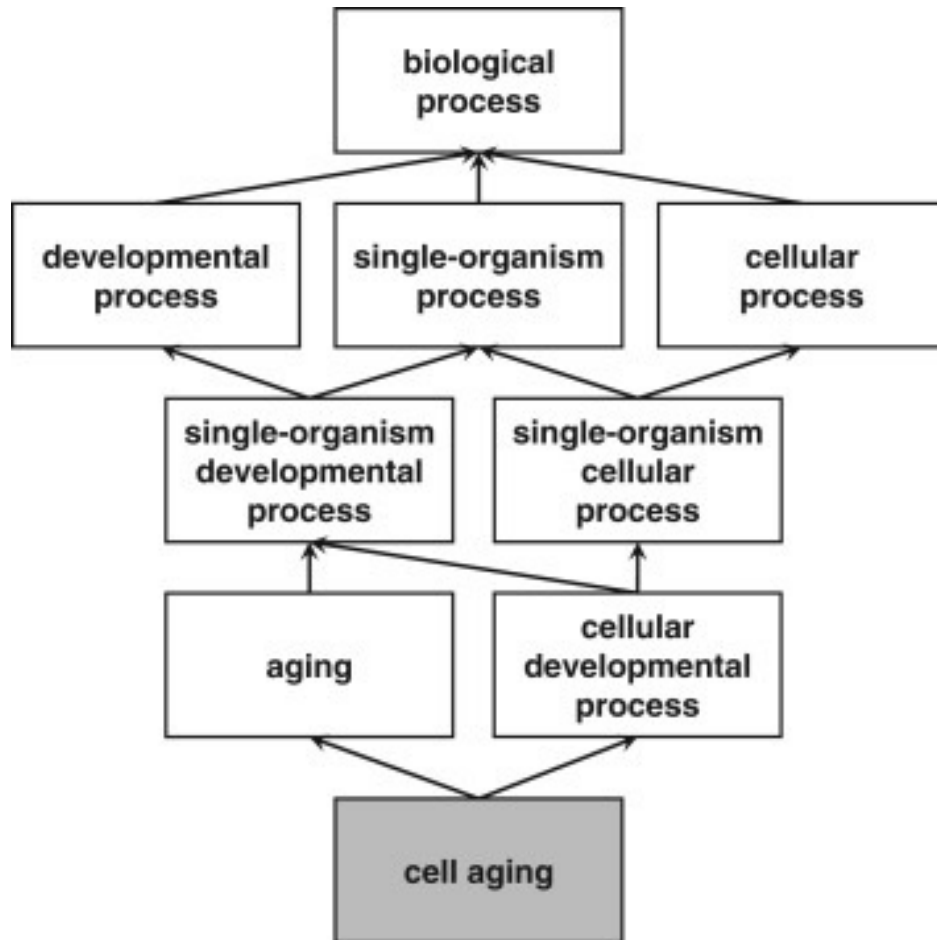 biological
process
developmental
process
single-organism
process
cellular
process
single-organism
developmental
process
single-organism
cellular
process
aging
cellular
developmental
process
cell aging